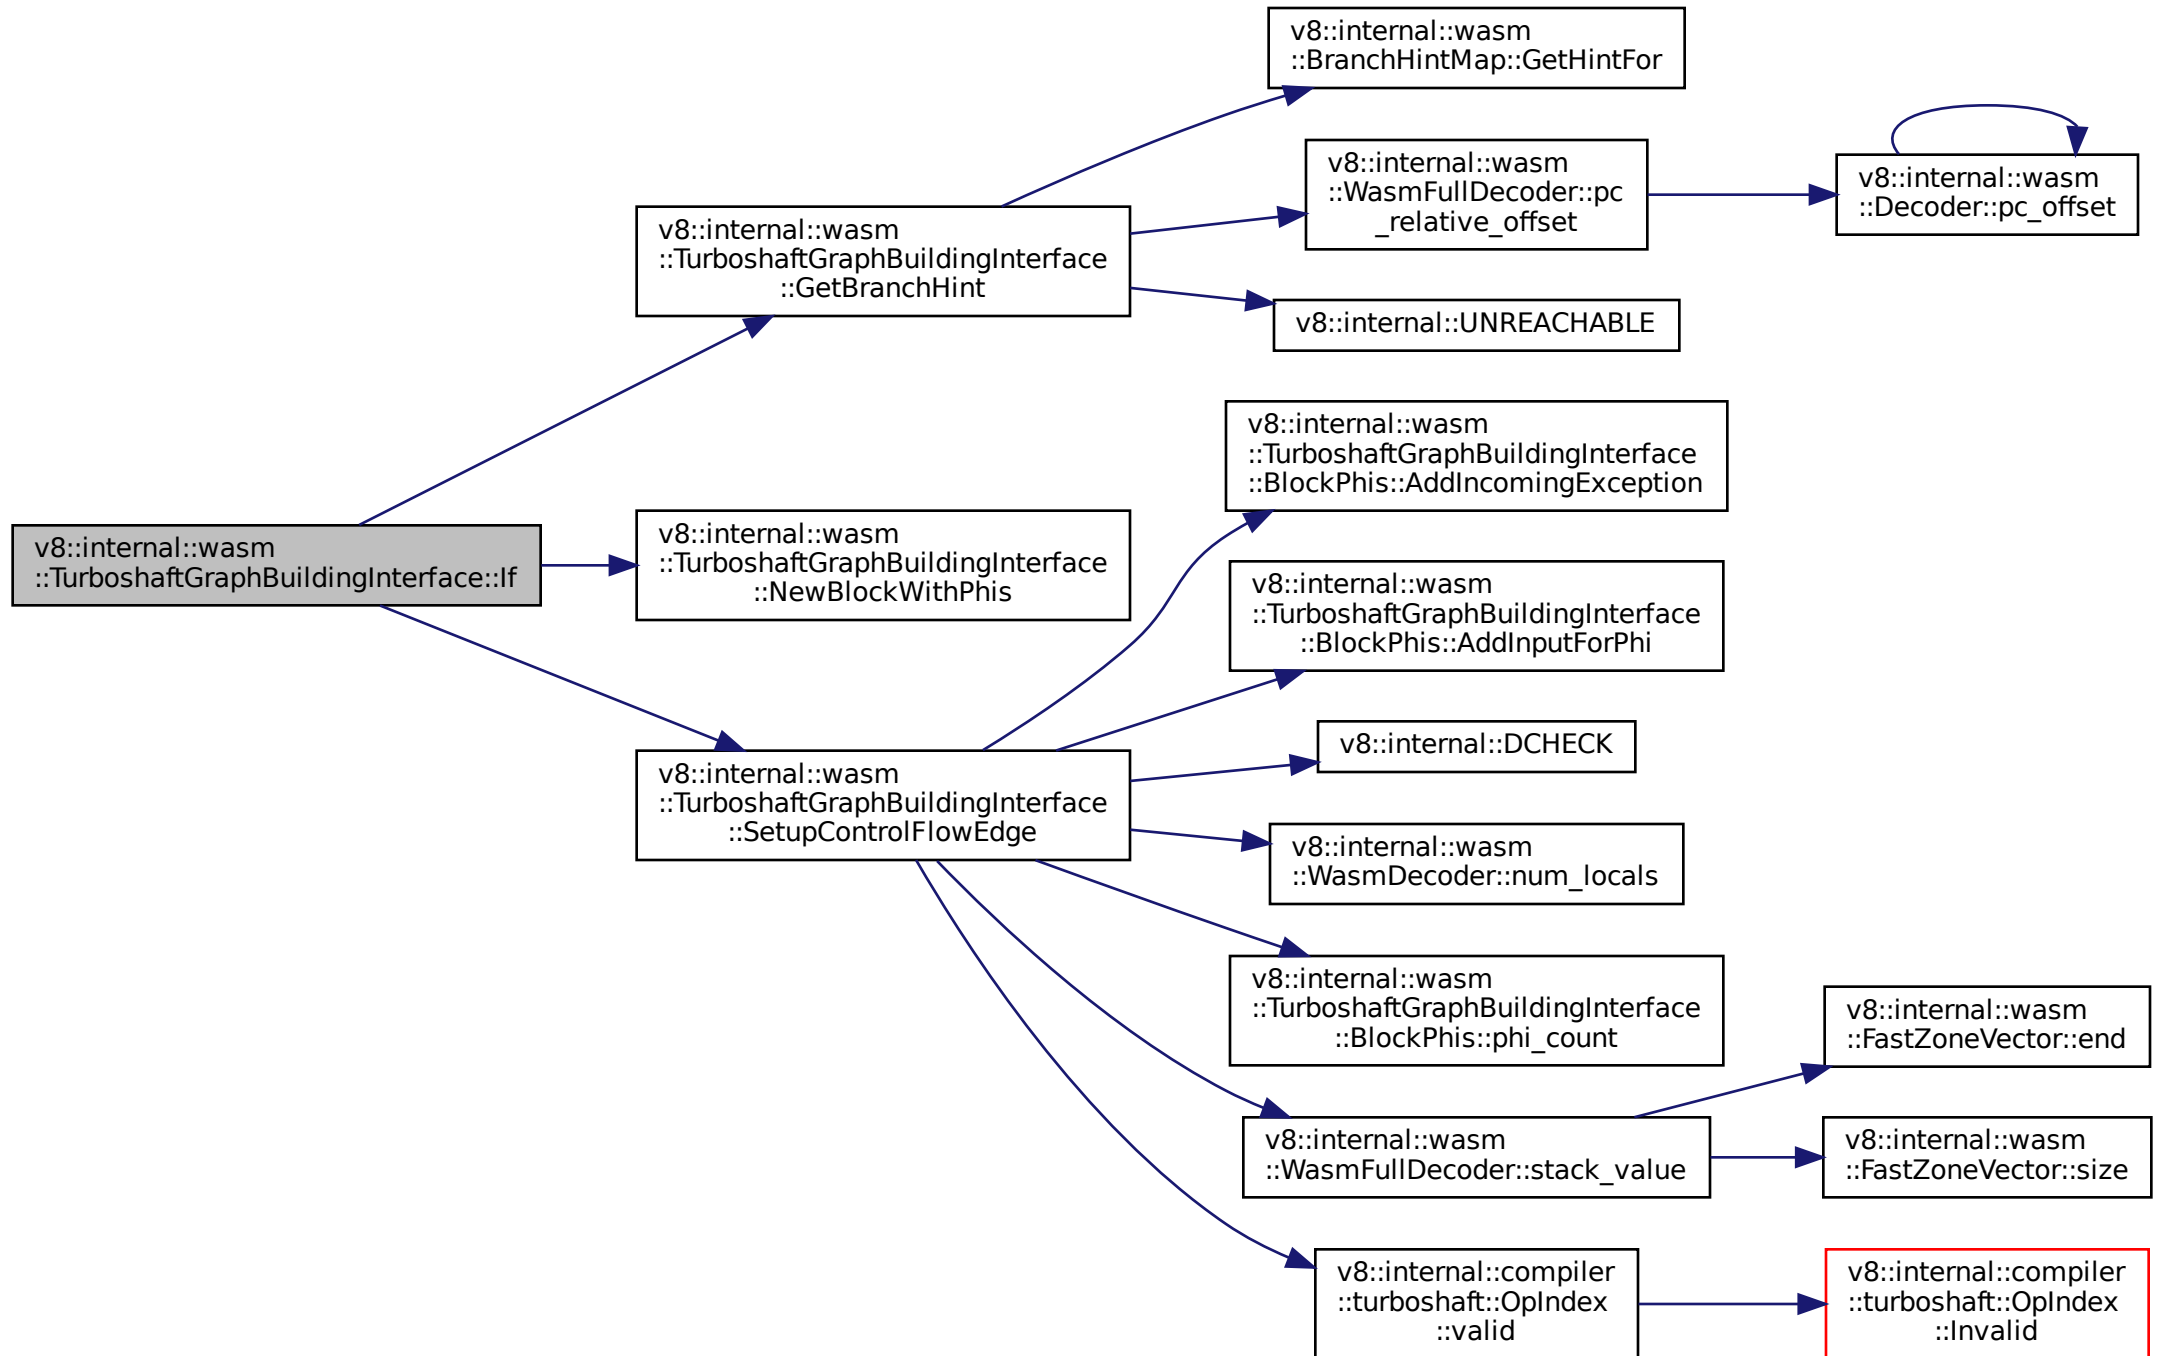 v8::internal::wasm
::BranchHintMap::GetHintFor
v8::internal::wasm
::WasmFullDecoder::pc
_relative_offset
v8::internal::wasm
::Decoder::pc_offset
v8::internal::wasm
::TurboshaftGraphBuildingInterface
::GetBranchHint
v8::internal::UNREACHABLE
v8::internal::wasm
::TurboshaftGraphBuildingInterface
::BlockPhis::AddIncomingException
v8::internal::wasm
::TurboshaftGraphBuildingInterface::If
v8::internal::wasm
::TurboshaftGraphBuildingInterface
::NewBlockWithPhis
v8::internal::wasm
::TurboshaftGraphBuildingInterface
::BlockPhis::AddInputForPhi
v8::internal::DCHECK
v8::internal::wasm
::TurboshaftGraphBuildingInterface
::SetupControlFlowEdge
v8::internal::wasm
::WasmDecoder::num_locals
v8::internal::wasm
::TurboshaftGraphBuildingInterface
::BlockPhis::phi_count
v8::internal::wasm
::FastZoneVector::end
v8::internal::wasm
::WasmFullDecoder::stack_value
v8::internal::wasm
::FastZoneVector::size
v8::internal::compiler
::turboshaft::OpIndex
::valid
v8::internal::compiler
::turboshaft::OpIndex
::Invalid